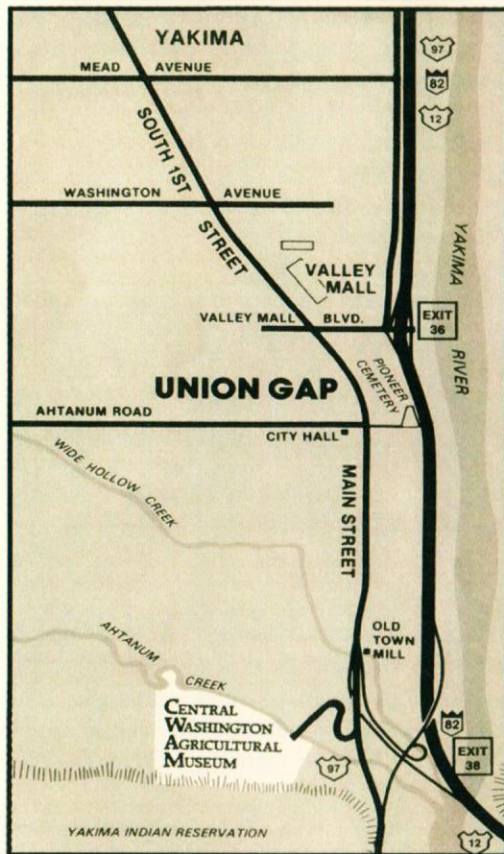 YAKIMA
MEAD AVENUE
97
82
12
SOUTH 1ST STREET
WASHINGTON AVENUE
YAKIMA RIVER
VALLEY
MALL
VALLEY MALL BLVD.
EXIT
36
PIONEER
CEMETERY
UNION GAP
AHTANUM ROAD
CITY HALL
WIDE HOLLOW CREEK
MAIN STREET
OLD
TOWN
MILL
AHTANUM CREEK
CENTRAL
WASHINGTON
AGRICULTURAL
MUSEUM
97
82
EXIT
38
YAKIMA INDIAN RESERVATION
12